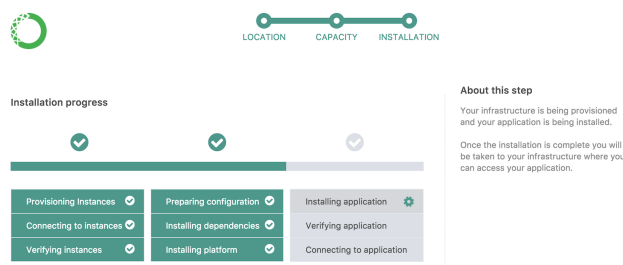 LOCATION
CAPACITY
INSTALLATION
Installation progress
Provisioning Instances
Connecting to instances
Verifying instances
Preparing configuration
Installing dependencies
Installing platform
Installing application
Verifying application
Connecting to application
About this step
Your infrastructure is being provisioned
and your application is being installed.
Once the installation is complete you will
be taken to your infrastructure where you
can access your application.